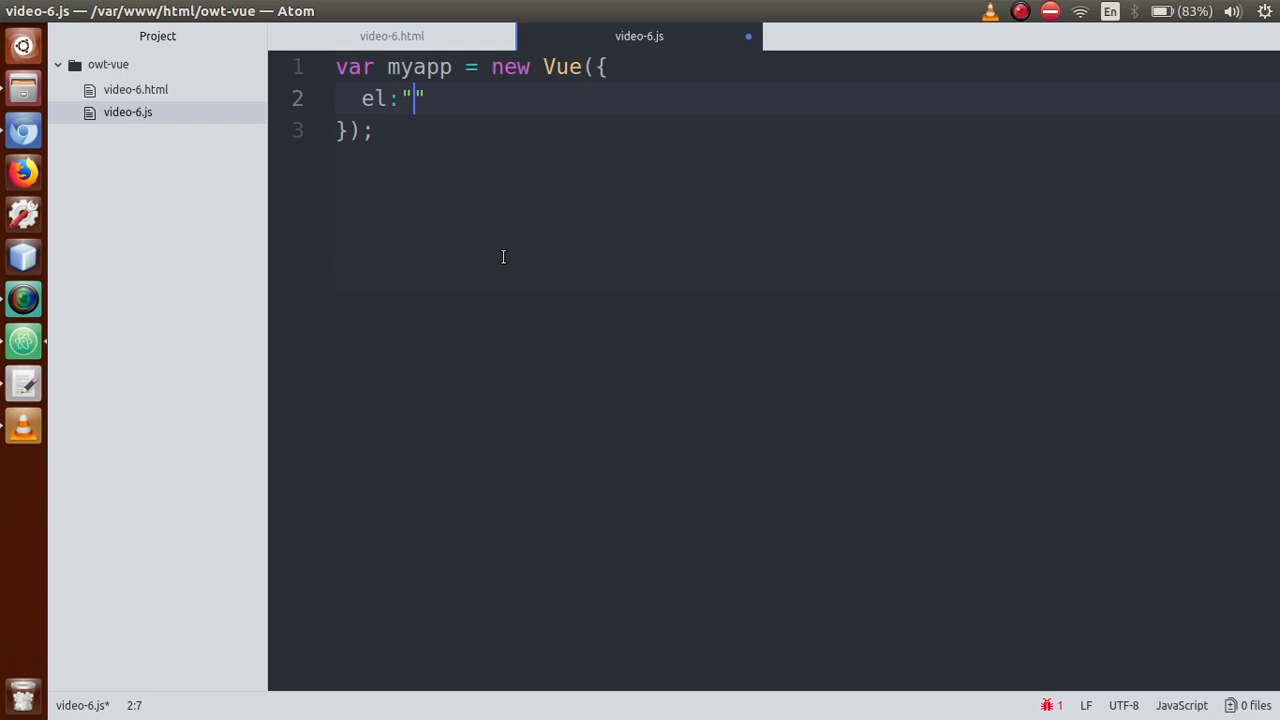 video-6.js — /var/www/html/owt-vue — Atom
En
(83%)
Project
video-6.html
video-6.js
owt-vue
video-6.html
video-6.js
1 var myapp = new Vue({
2 el:""
3 });
video-6.js* 2:7
1 LF UTF-8 JavaScript 0 files